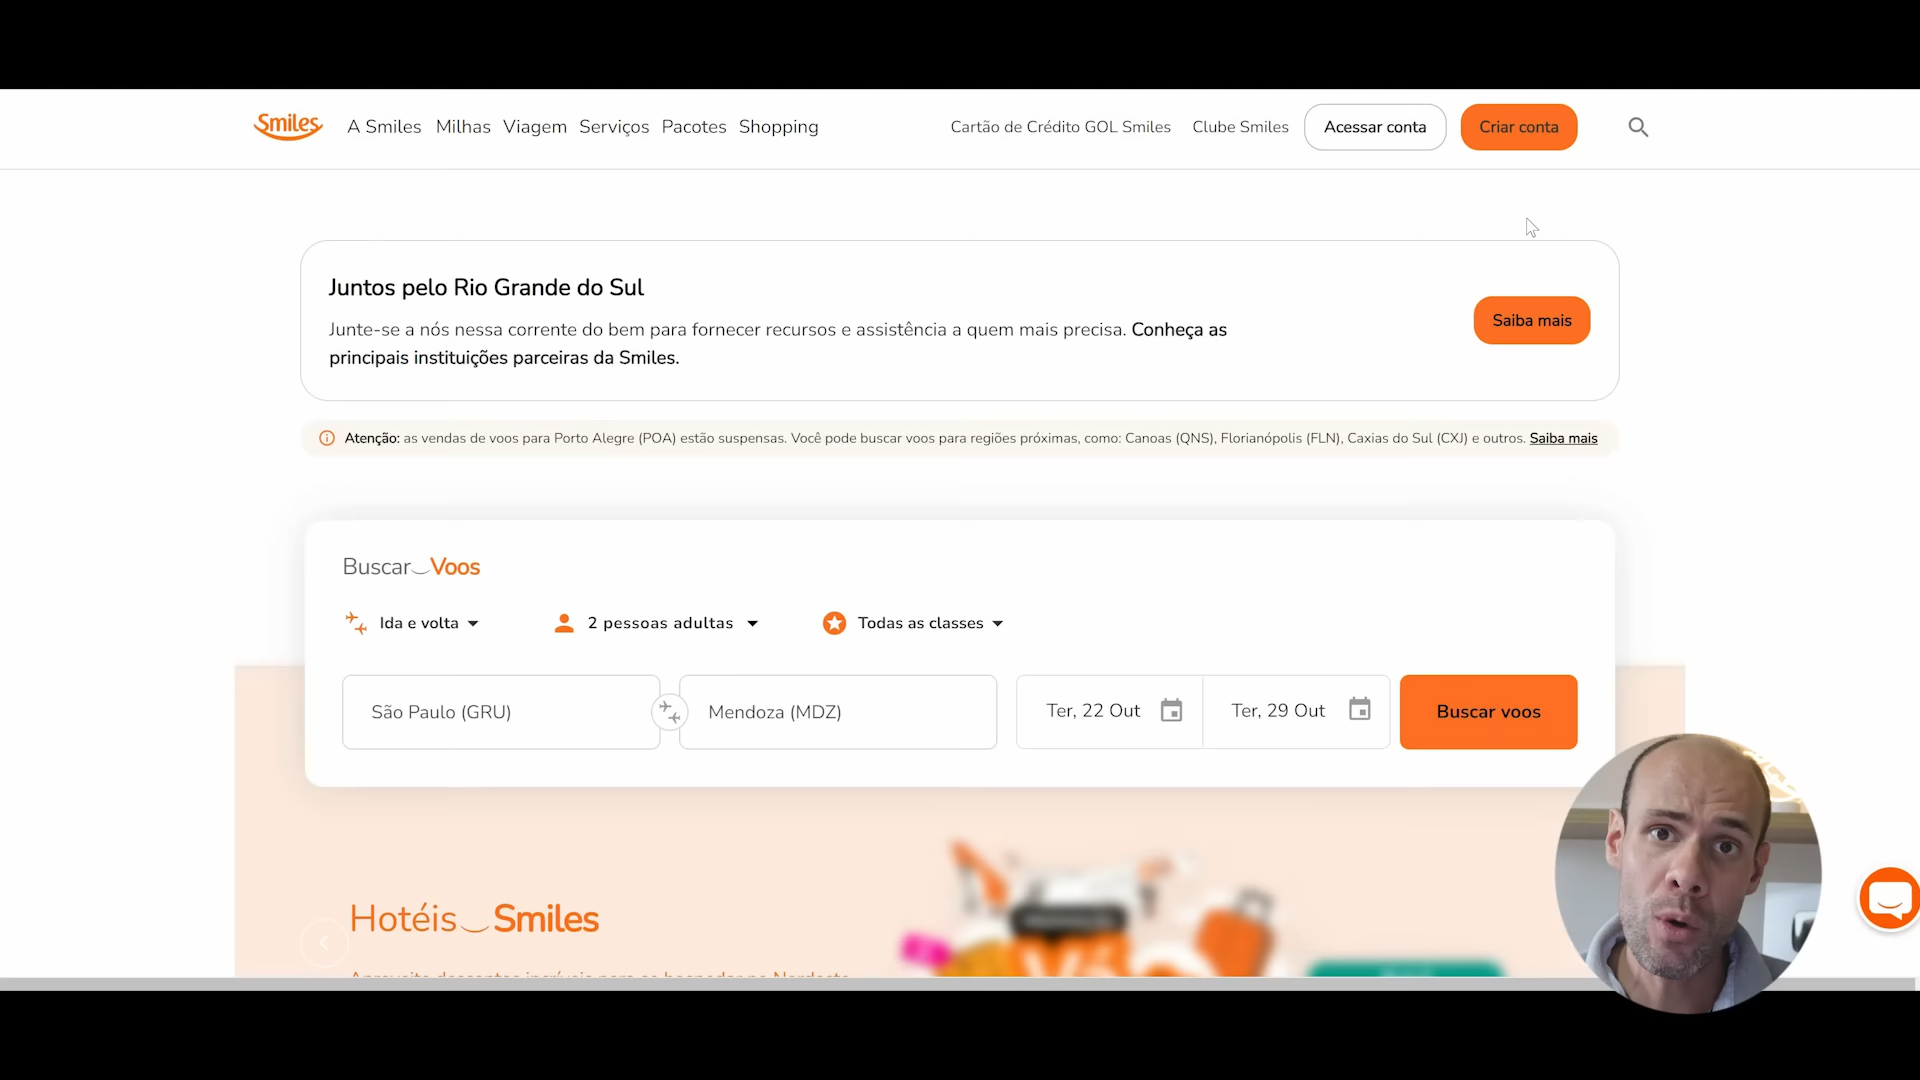 Smiles A Smiles Milhas Viagem Serviços Pacotes Shopping Cartão de Crédito GOL Smiles Clube Smiles Acessar conta Criar conta
Juntos pelo Rio Grande do Sul
Junte-se a nós nessa corrente do bem para fornecer recursos e assistência a quem mais precisa. Conheça as
principais instituições parceiras da Smiles.
Saiba mais
Atenção: as vendas de voos para Porto Alegre (POA) estão suspensas. Você pode buscar voos para regiões próximas, como: Canoas (QNS), Florianópolis (FLN), Caxias do Sul (CXJ) e outros. Saiba mais
Buscar Voos
Ida e volta 2 pessoas adultas Todas as classes
São Paulo (GRU) Mendoza (MDZ) Ter, 22 Out Ter, 29 Out Buscar voos
Hotéis Smiles